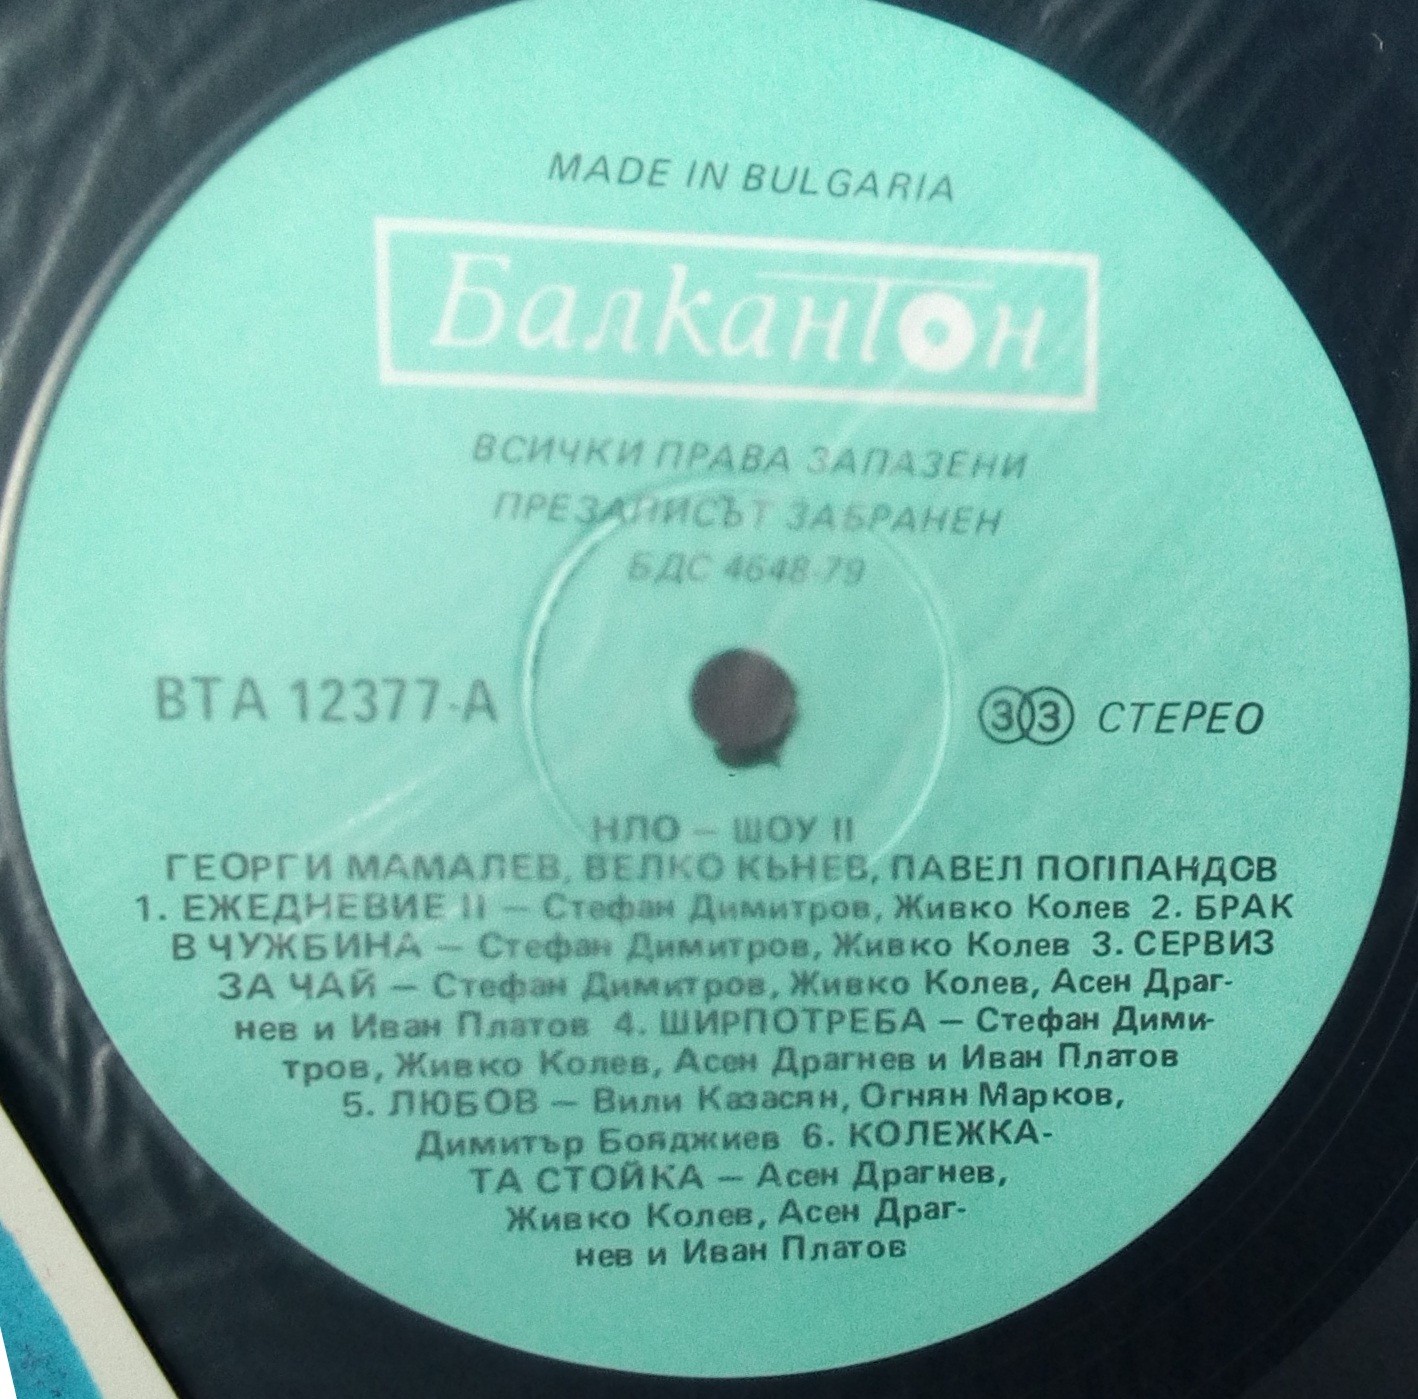 MADE IN BULGARIA
Балкантон
ВСИЧКИ ПРАВА ЗАПАЗЕНИ
ПРЕЗАПИСЪТ ЗАБРАНЕН
БДС 4648-79
ВТА 12377-А
33 СТЕРЕО
НЛО — ШОУ II
ГЕОРГИ МАМАЛЕВ, ВЕЛКО КЪНЕВ, ПАВЕЛ ПОППАНДОВ
1. ЕЖЕДНЕВИЕ II — Стефан Димитров, Живко Колев 2. БРАК
В ЧУЖБИНА — Стефан Димитров, Живко Колев 3. СЕРВИЗ
ЗА ЧАЙ — Стефан Димитров, Живко Колев, Асен Драг-
нев и Иван Платов 4. ШИРПОТРЕБА — Стефан Дими-
тров, Живко Колев, Асен Драгнев и Иван Платов
5. ЛЮБОВ — Вили Казасян, Огнян Марков,
Димитър Бояджиев 6. КОЛЕЖКА-
ТА СТОЙКА — Асен Драгнев,
Живко Колев, Асен Драг-
нев и Иван Платов